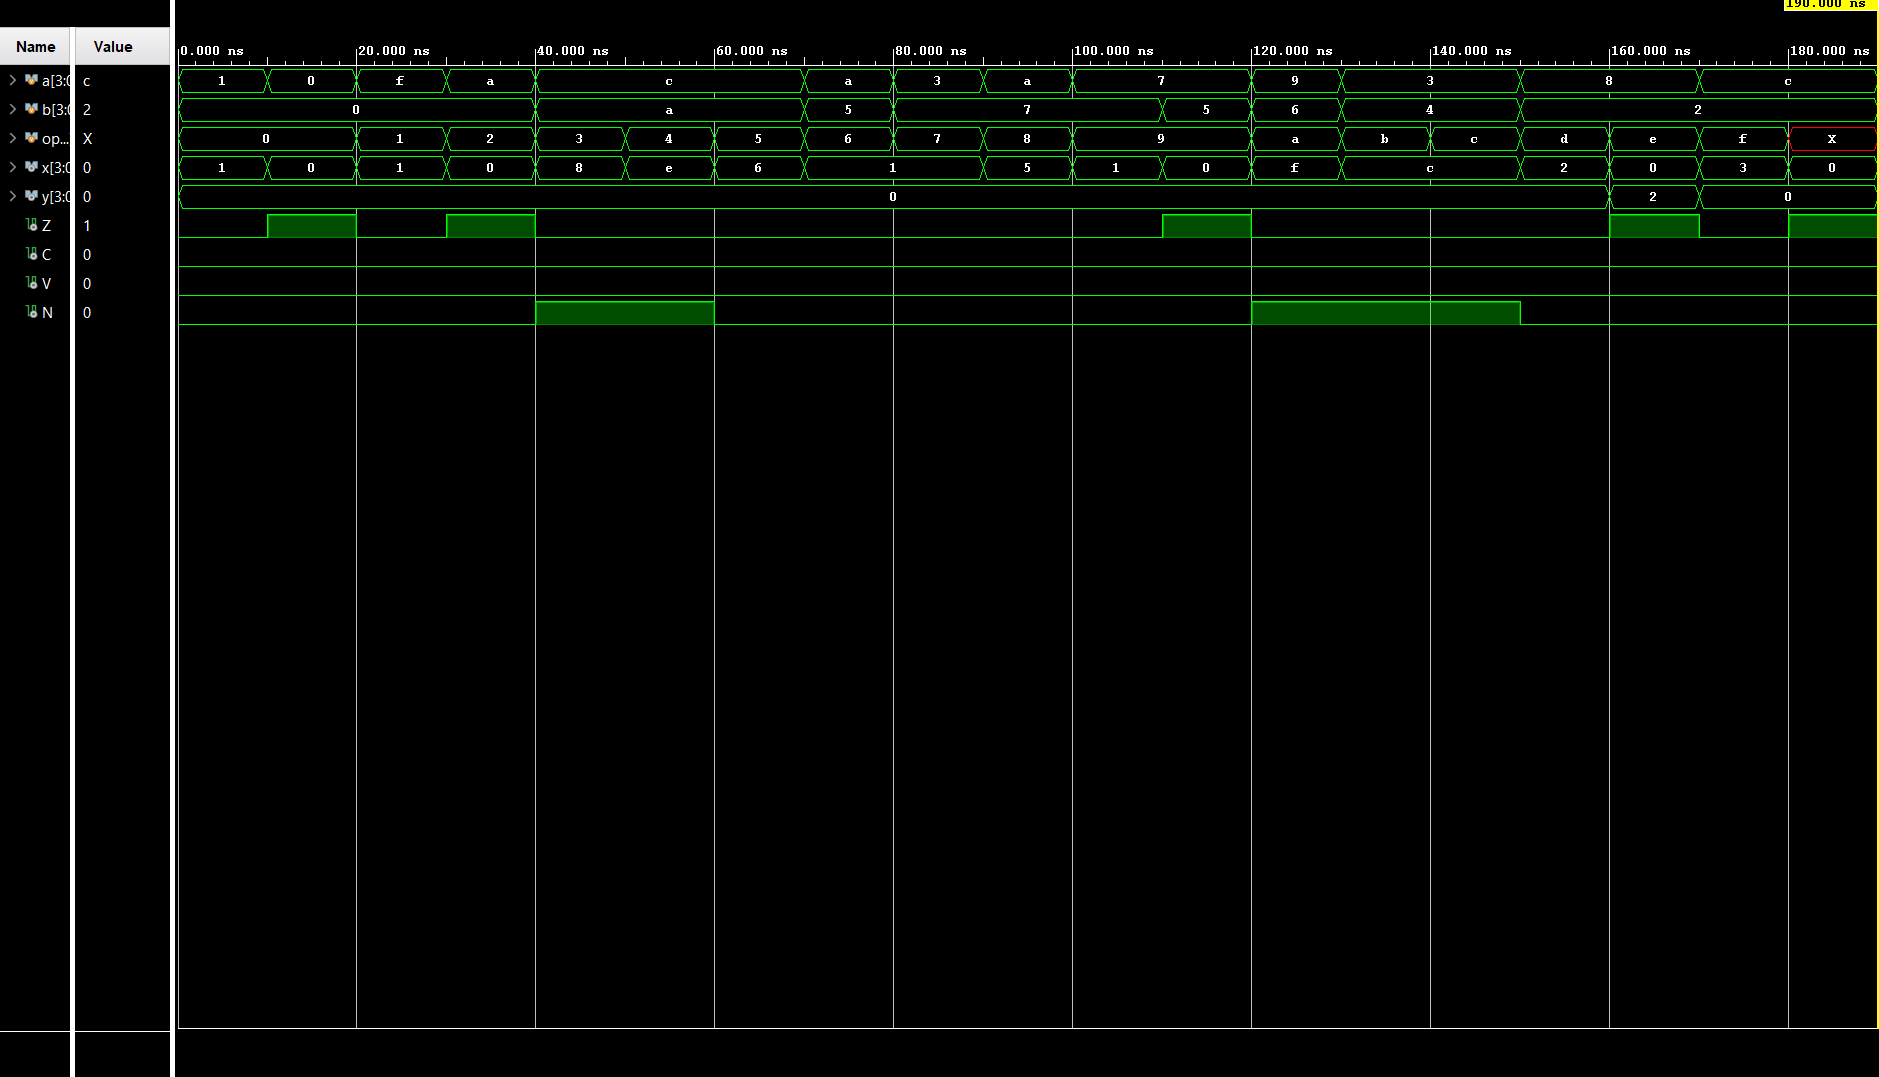 190.000 ns
Name Value
0.000 ns 20.000 ns 40.000 ns 60.000 ns 80.000 ns 100.000 ns 120.000 ns 140.000 ns 160.000 ns 180.000 ns
a[3:0 c 1 0 f a c a 3 a 7 9 3 8 c
b[3:0 2 0 a 5 7 5 6 4 2
op... X 0 1 2 3 4 5 6 7 8 9 a b c d e f X
x[3:0 0 1 0 1 0 8 e 6 1 5 1 0 f c 2 0 3 0
y[3:0 0 0 2 0
Z 1
C 0
V 0
N 0